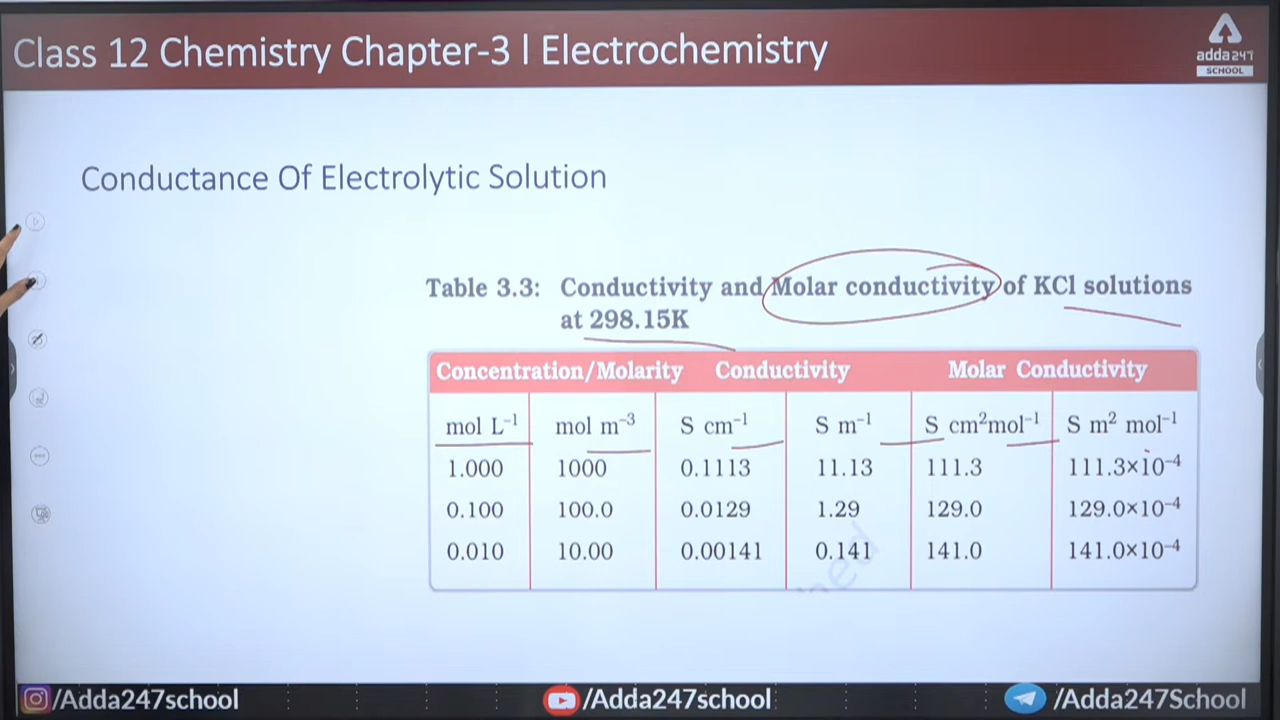 Class 12 Chemistry Chapter-3 l Electrochemistry
adda247
SCHOOL
Conductance Of Electrolytic Solution
Table 3.3: Conductivity and Molar conductivity of KCl solutions
at 298.15K
Concentration/Molarity Conductivity Molar Conductivity
mol L⁻¹ mol m⁻³ S cm⁻¹ S m⁻¹ S cm²mol⁻¹ S m² mol⁻¹
1.000 1000 0.1113 11.13 111.3 111.3×10⁻⁴
0.100 100.0 0.0129 1.29 129.0 129.0×10⁻⁴
0.010 10.00 0.00141 0.141 141.0 141.0×10⁻⁴
/Adda247school /Adda247school /Adda247School